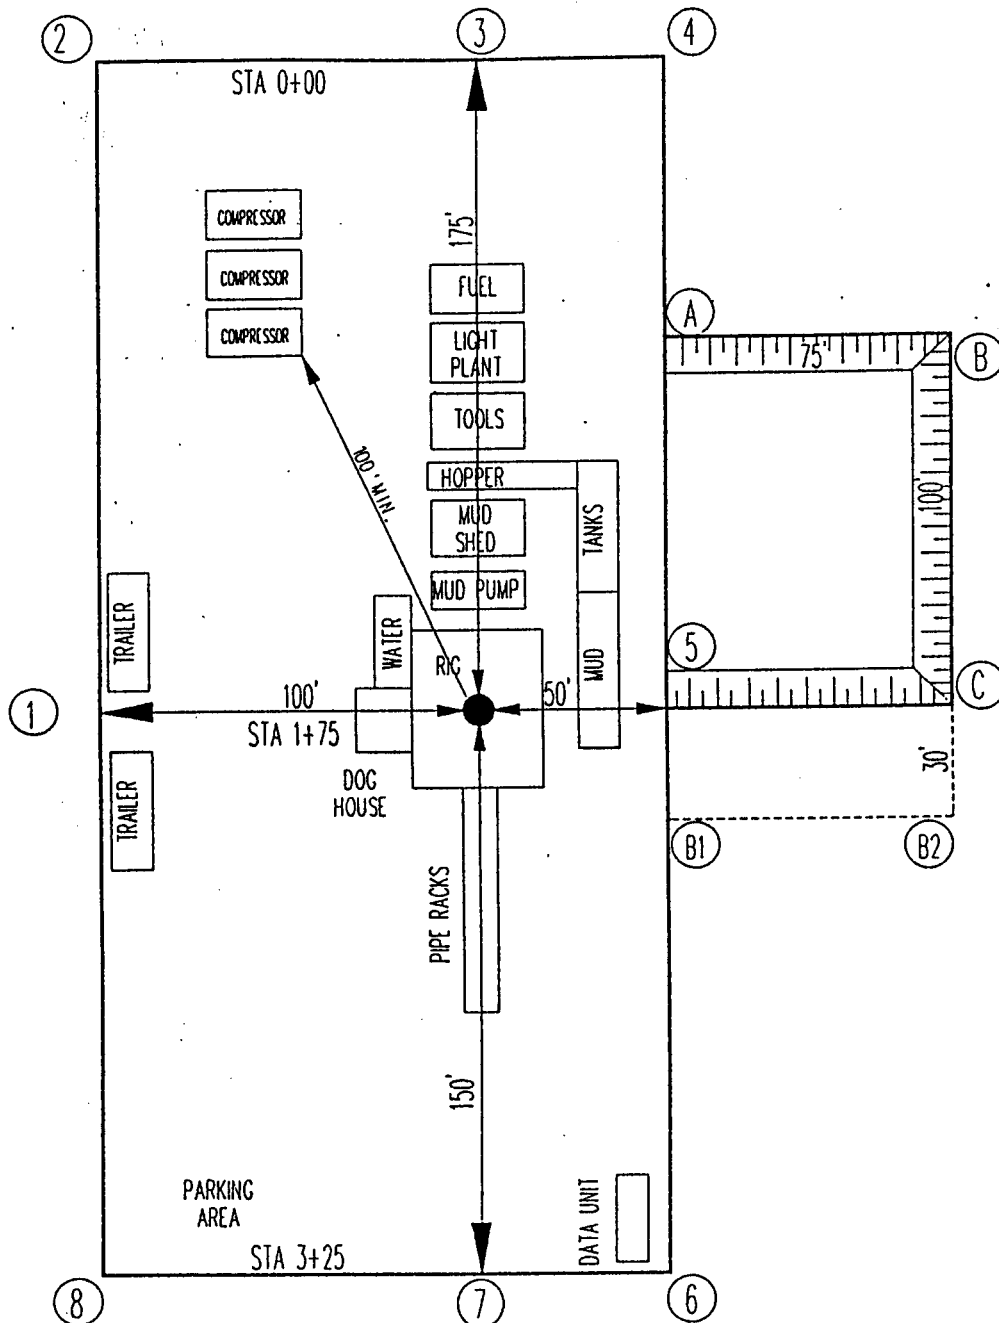 2
3
4
STA 0+00
COMPRESSOR
COMPRESSOR
COMPRESSOR
175'
FUEL
LIGHT
PLANT
TOOLS
HOPPER
MUD
SHED
MUD PUMP
TANKS
MUD
100' MIN.
A
75'
B
100'
5
C
30'
B1
B2
TRAILER
WATER
RIG
1
100'
50'
STA 1+75
TRAILER
DOG
HOUSE
PIPE RACKS
150'
PARKING
AREA
DATA UNIT
STA 3+25
8
7
6